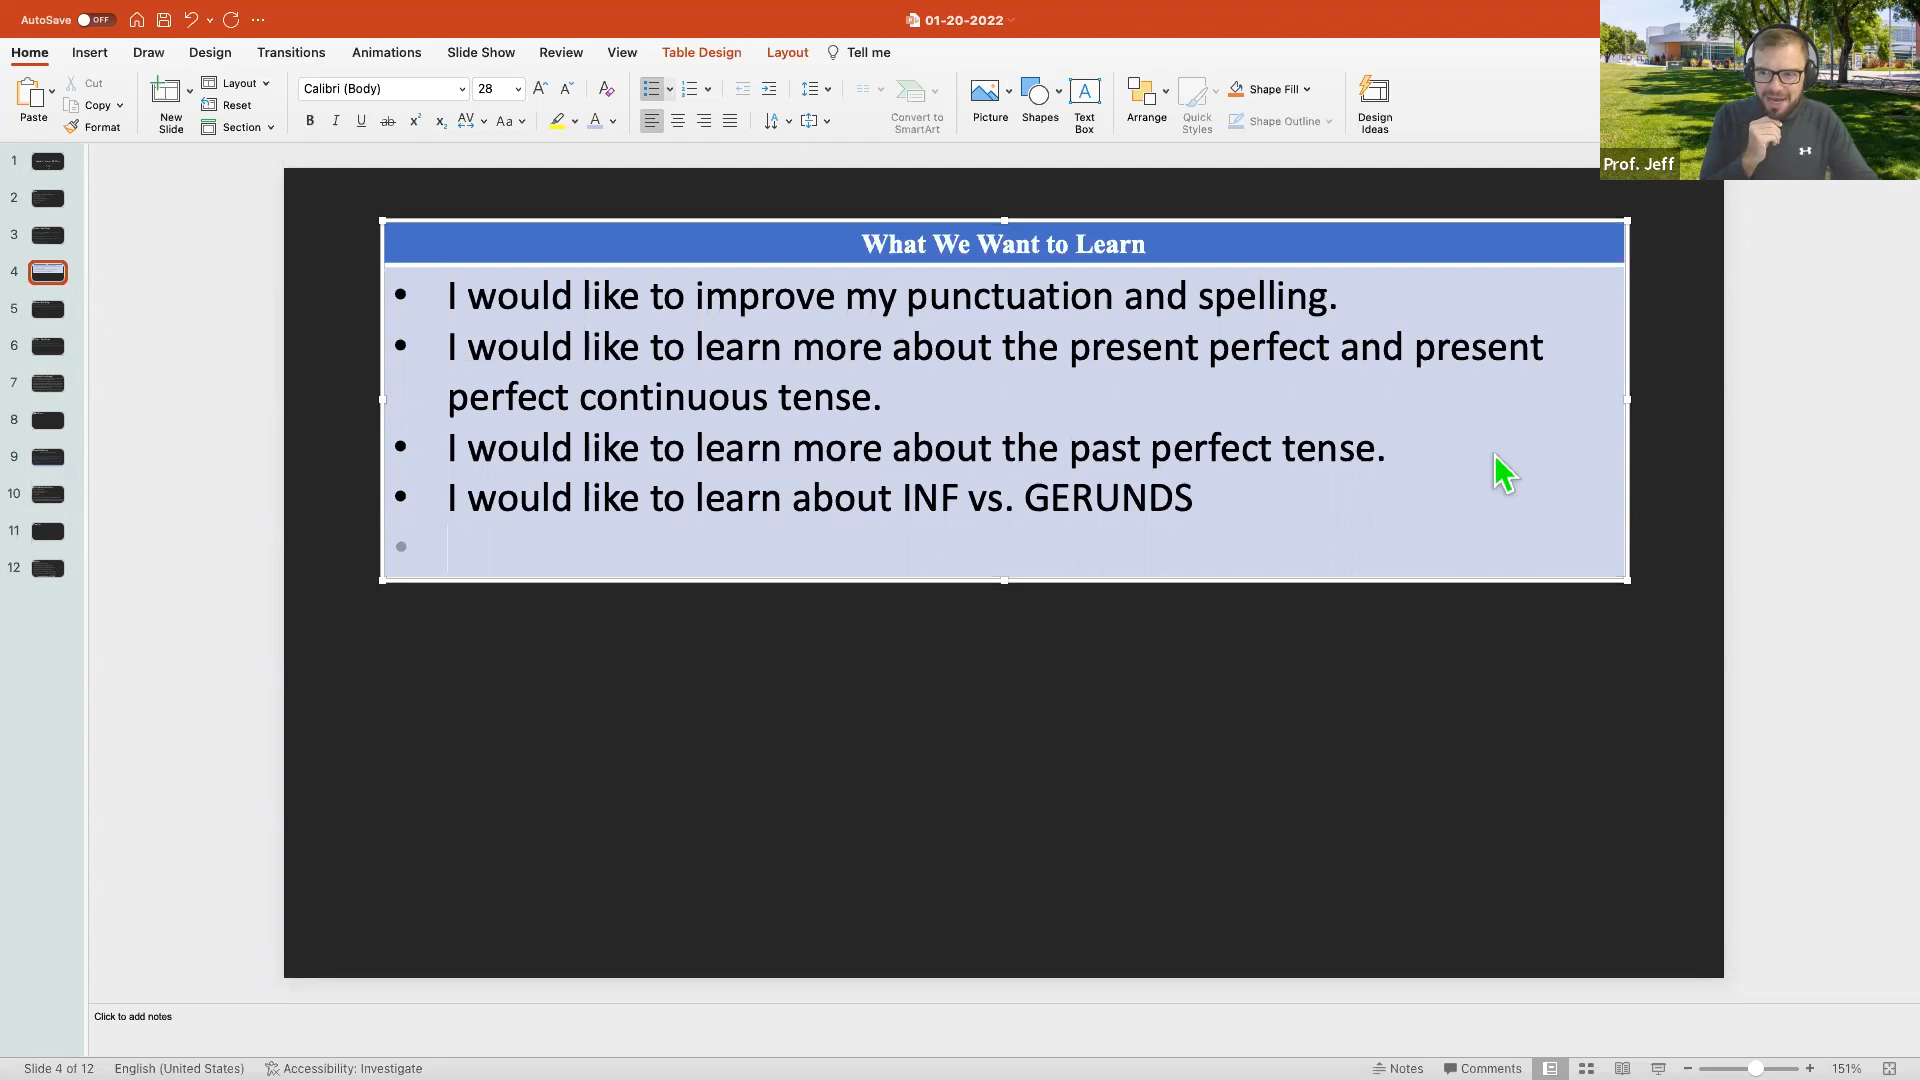 AutoSave OFF
01-20-2022
Home Insert Draw Design Transitions Animations Slide Show Review View Table Design Layout Tell me
Paste
Cut
Copy
Format
New Slide
Layout
Reset
Section
Calibri (Body) 28
Convert to SmartArt
Picture
Shapes
Text Box
Arrange
Quick Styles
Shape Fill
Shape Outline
Design Ideas
Prof. Jeff
1
2
3
4
5
6
7
8
9
10
11
12
What We Want to Learn
• I would like to improve my punctuation and spelling.
• I would like to learn more about the present perfect and present
perfect continuous tense.
• I would like to learn more about the past perfect tense.
• I would like to learn about INF vs. GERUNDS
•
Click to add notes
Slide 4 of 12 English (United States) Accessibility: Investigate Notes Comments 151%